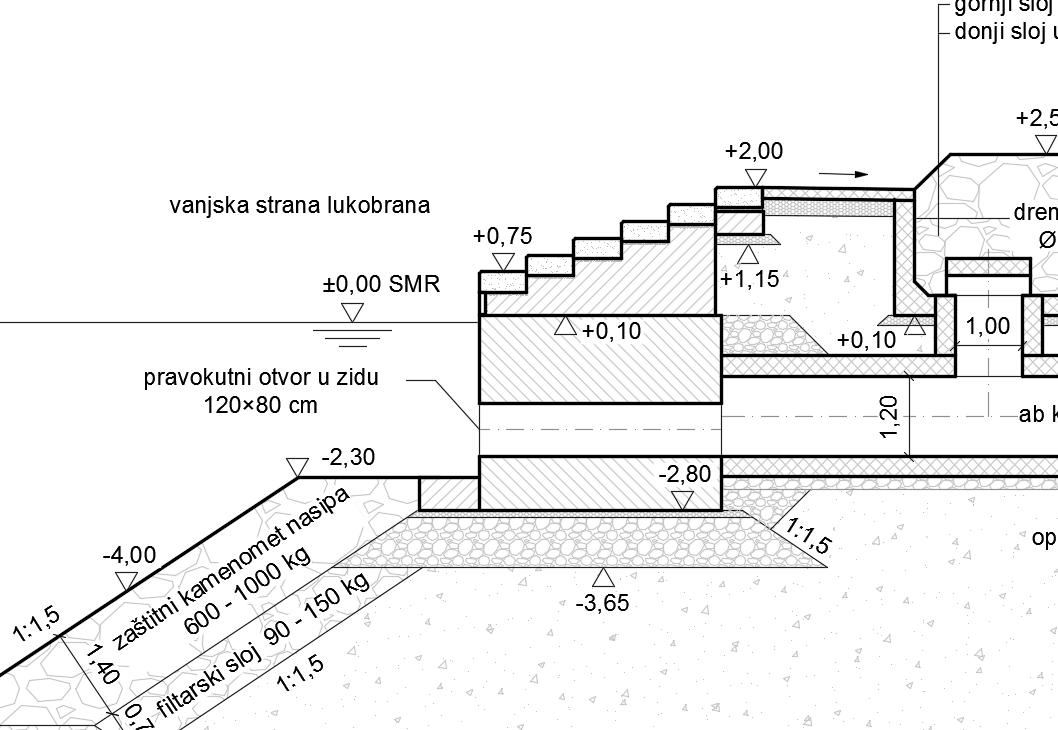 gornji sloj
donji sloj
+2,5
+2,00
vanjska strana lukobrana
+0,75
drem
Ø
±0,00 SMR
+1,15
+0,10
+0,10
1,00
pravokutni otvor u zidu
120×80 cm
1,20
ab k
-2,30
-2,80
zaštitni kamenomet nasipa
600 - 1000 kg
1:1,5
op
-4,00
-3,65
1:1,5
1,40
filtarski sloj 90 - 150 kg
1:1,5
0,7